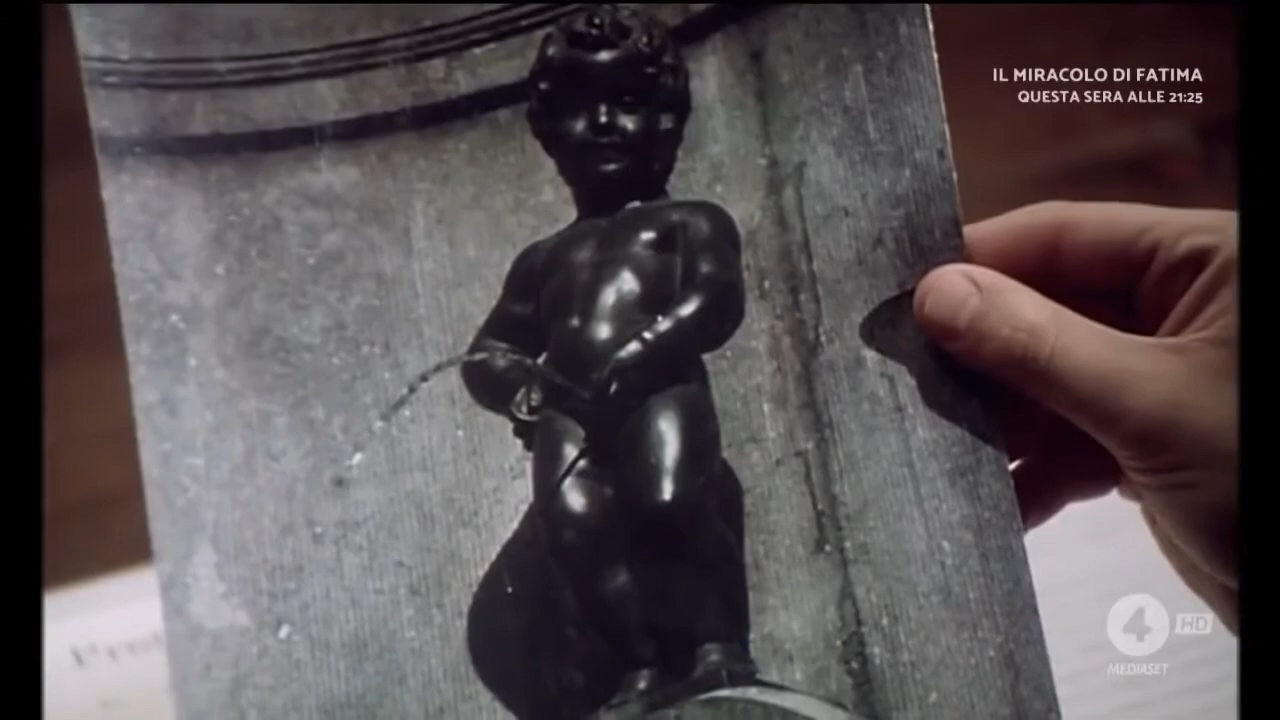 IL MIRACOLO DI FATIMA
QUESTA SERA ALLE 21:25
4 HD
MEDIASET